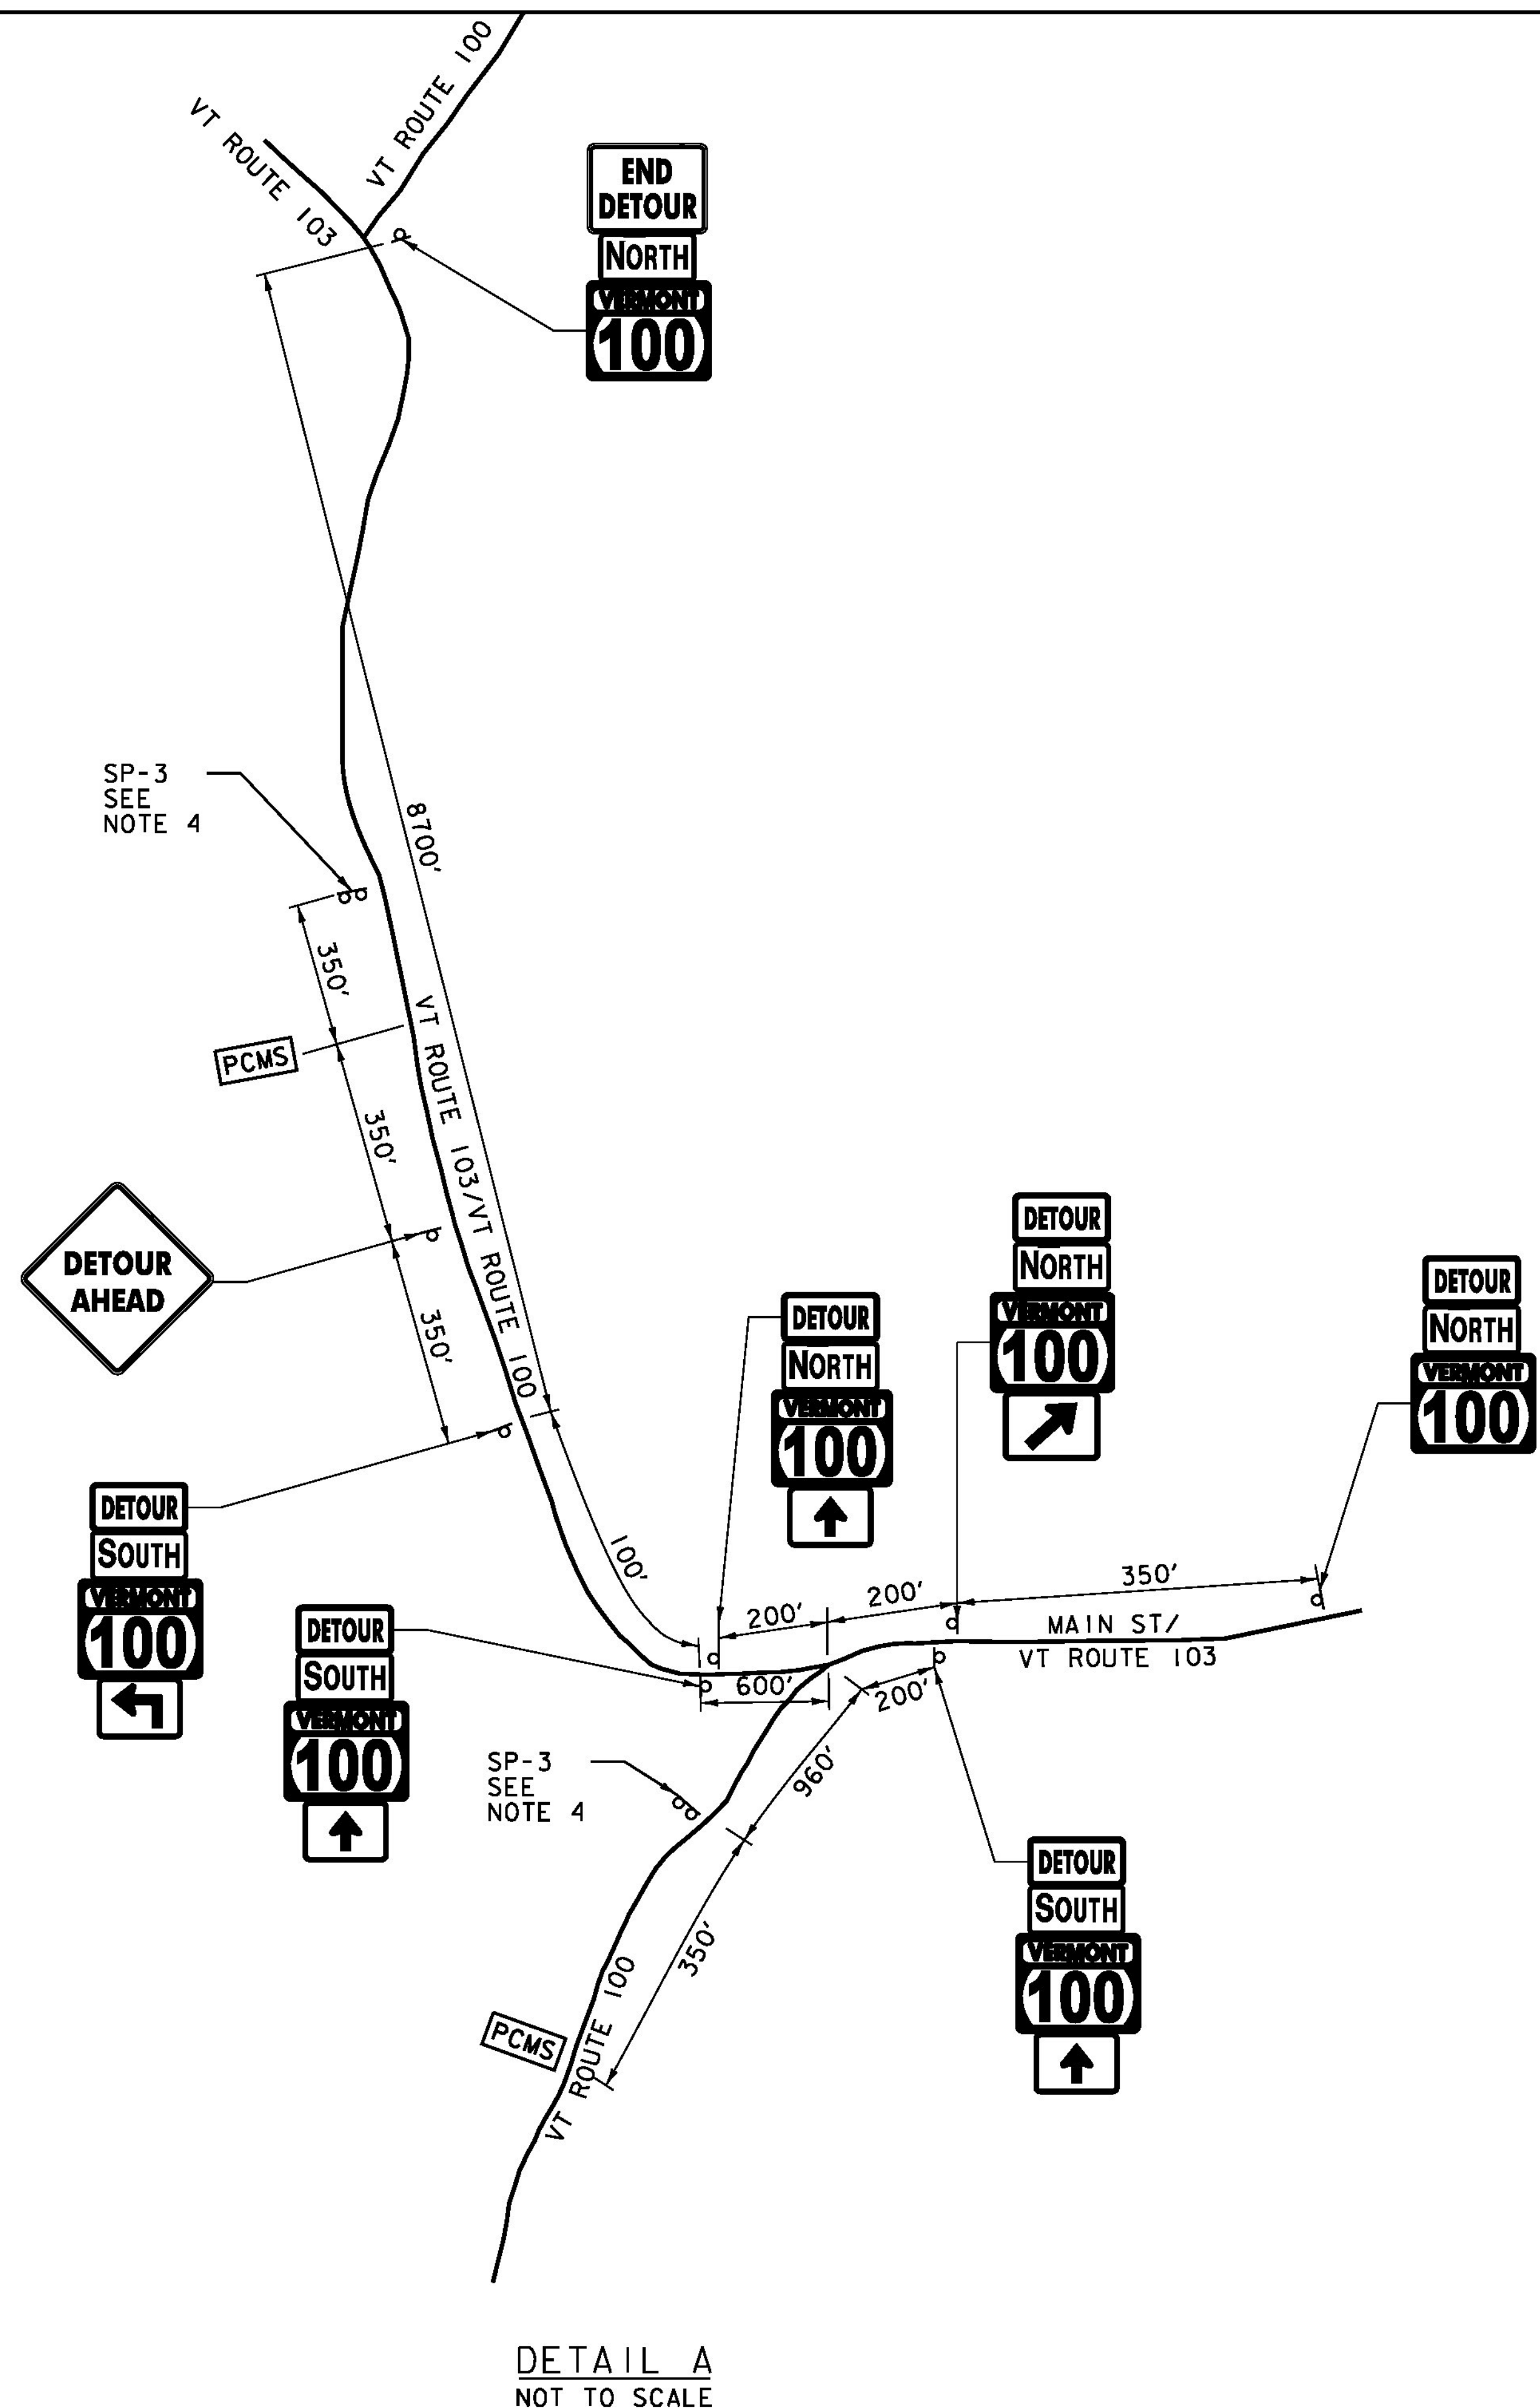 VT ROUTE 100
VT ROUTE 103
END
DETOUR
NORTH
VERMONT
100
SP-3
SEE
NOTE 4
8700'
350'
PCMS
350'
VT ROUTE 103/VT ROUTE 100
DETOUR
AHEAD
350'
DETOUR
NORTH
VERMONT
100
DETOUR
NORTH
VERMONT
100
DETOUR
NORTH
VERMONT
100
DETOUR
SOUTH
VERMONT
100
100'
200'
200'
350'
MAIN ST/
VT ROUTE 103
DETOUR
SOUTH
VERMONT
100
600'
200'
SP-3
SEE
NOTE 4
960'
350'
DETOUR
SOUTH
VERMONT
100
PCMS
VT ROUTE 100
DETAIL A
NOT TO SCALE